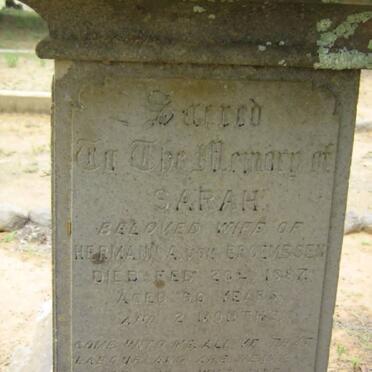 Sacred
To The Memory of
SARAH
BELOVED WIFE OF
HERMANN A
DIED FEB 1887
AGED YEARS
AND 2 MONTHS
COME UNTO ME ALL YE THAT
LABOUR AND ARE